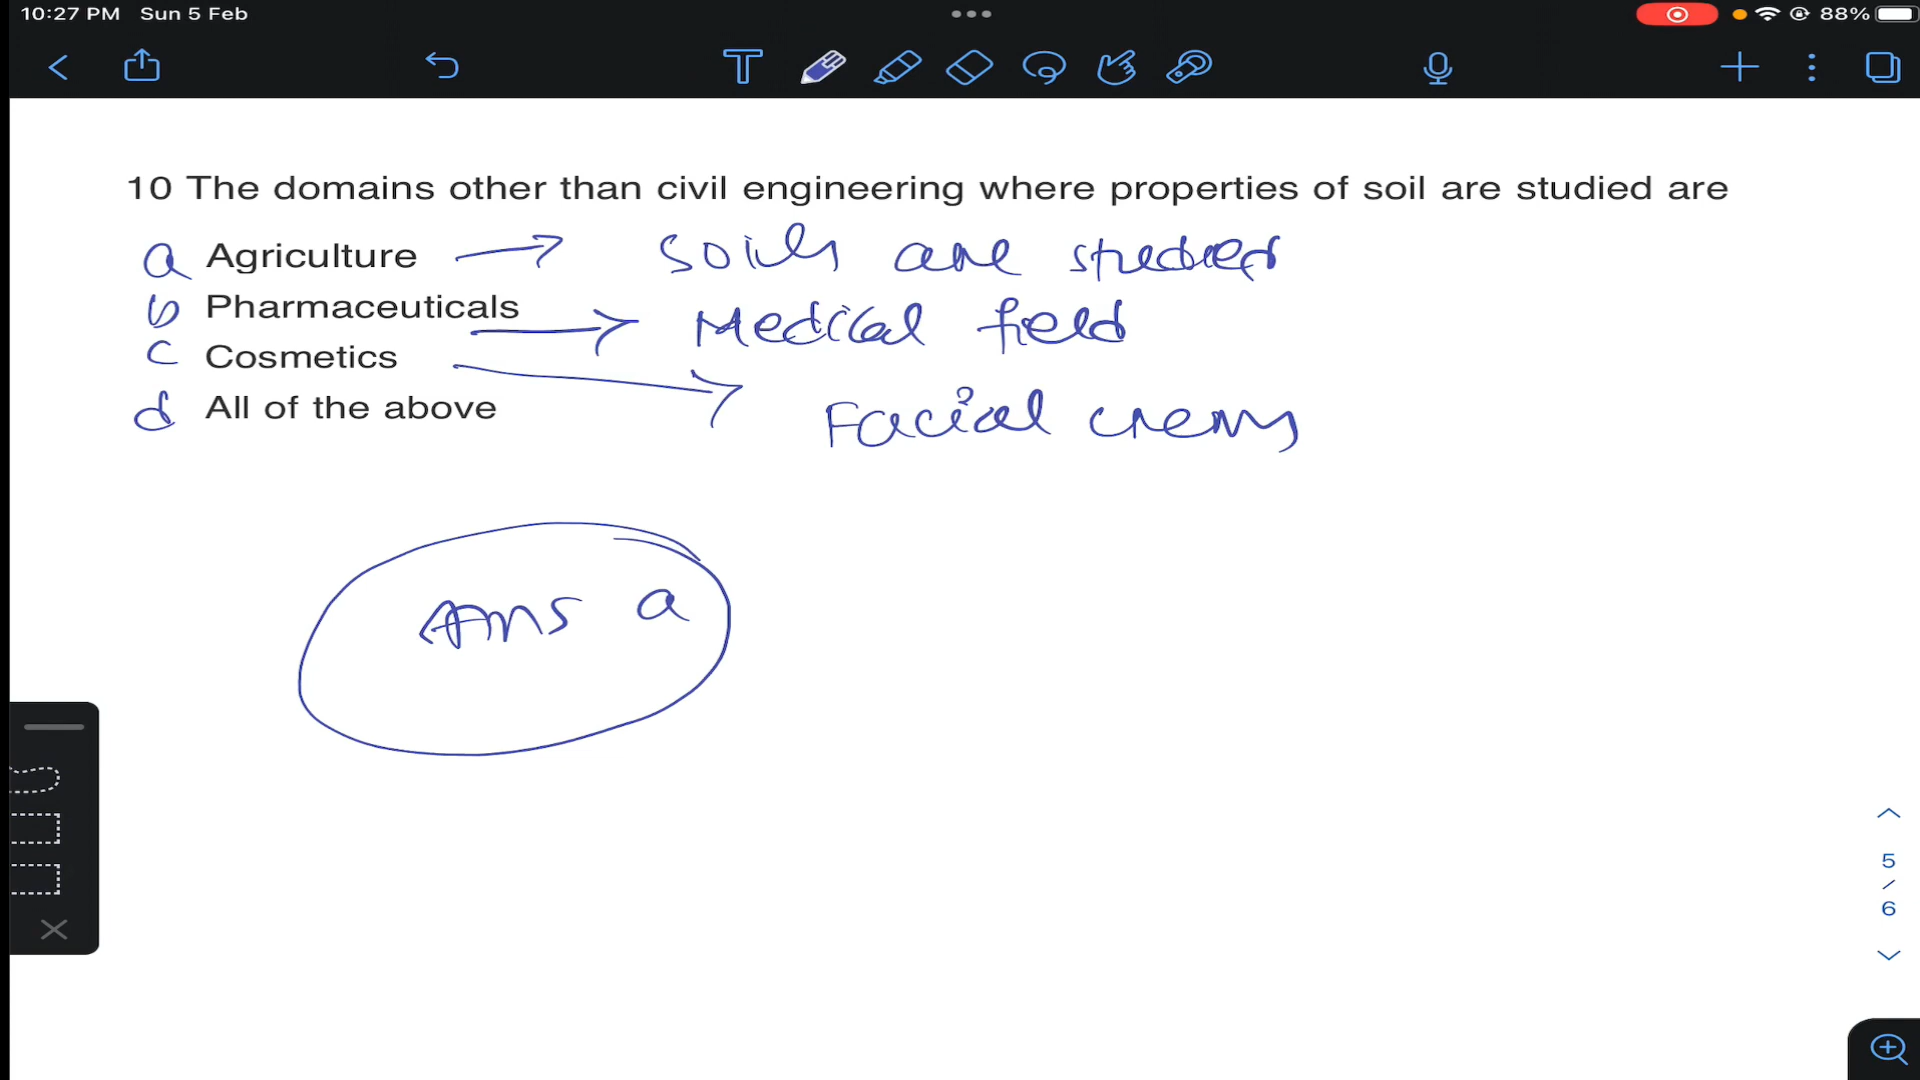 10:27 PM Sun 5 Feb 88%
T
10 The domains other than civil engineering where properties of soil are studied are
a Agriculture → soils are studied
b Pharmaceuticals → Medical field
c Cosmetics → Facial crems
d All of the above
Ans a
5
/
6